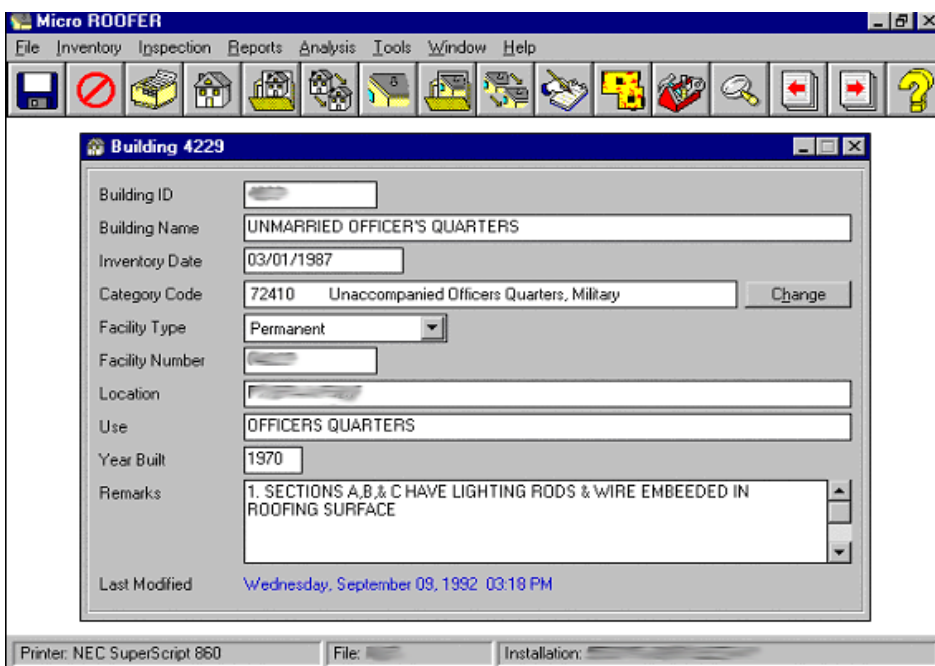 Micro ROOFER
File Inventory Inspection Reports Analysis Tools Window Help
Building 4229
Building ID
Building Name UNMARRIED OFFICER'S QUARTERS
Inventory Date 03/01/1987
Category Code 72410 Unaccompanied Officers Quarters, Military Change
Facility Type Permanent
Facility Number
Location
Use OFFICERS QUARTERS
Year Built 1970
Remarks 1. SECTIONS A,B,& C HAVE LIGHTING RODS & WIRE EMBEEDED IN
ROOFING SURFACE
Last Modified Wednesday, September 09, 1992 03:18 PM
Printer: NEC SuperScript 860 File: Installation: